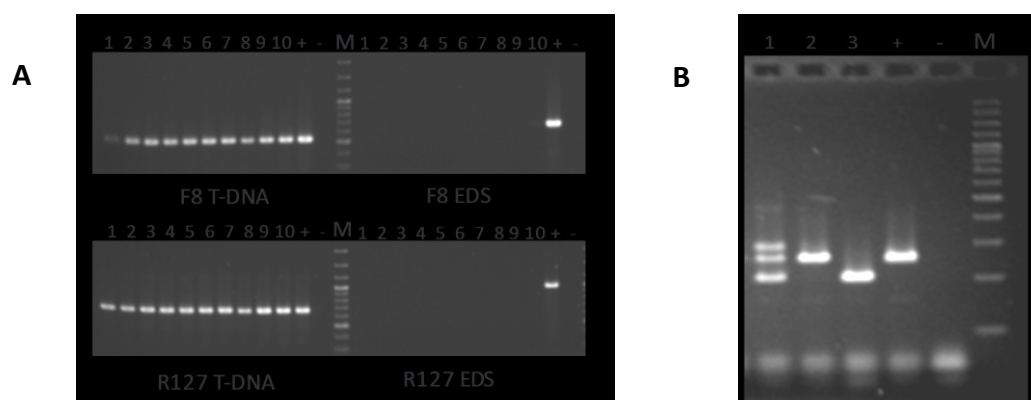 A
1 2 3 4 5 6 7 8 9 10 + - M 1 2 3 4 5 6 7 8 9 10 + -
F8 T-DNA F8 EDS
1 2 3 4 5 6 7 8 9 10 + - M 1 2 3 4 5 6 7 8 9 10 + -
R127 T-DNA R127 EDS
B
1 2 3 + - M